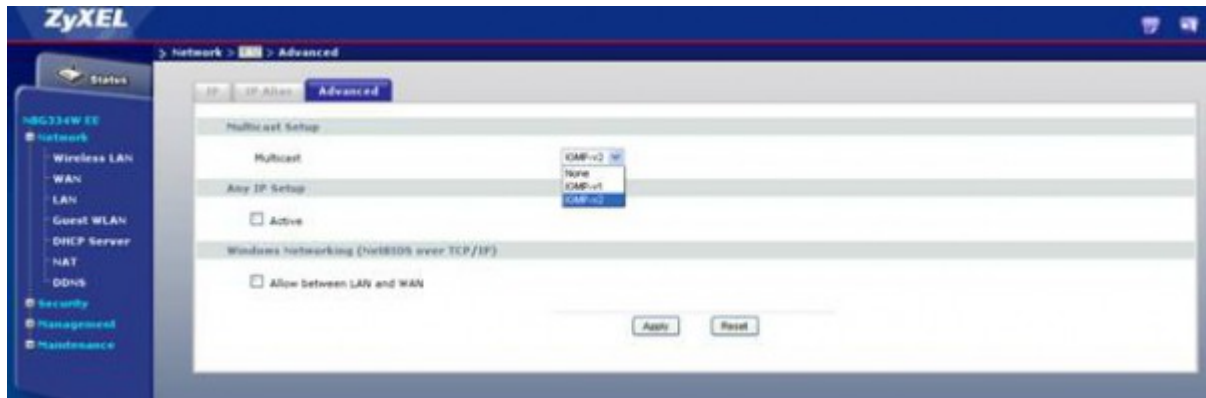 ZyXEL
> Network > LAN > Advanced
Status
IP
IP Alias
Advanced
NBG334W EE
Network
Wireless LAN
WAN
LAN
Guest WLAN
DHCP Server
NAT
DDNS
Security
Management
Maintenance
Multicast Setup
Multicast
IGMP-v2
None
IGMP-v1
IGMP-v2
Any IP Setup
Active
Windows Networking (NetBIOS over TCP/IP)
Allow between LAN and WAN
Apply
Reset